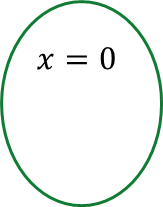 x = 0